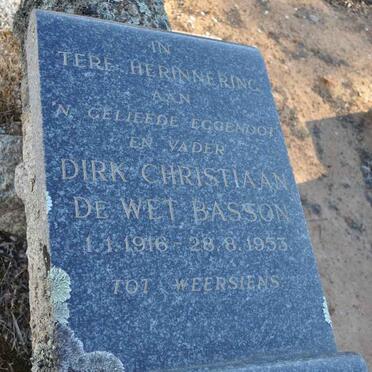 IN
TERE HERINNERING
AAN
'N GELIEFDE EGGENOOT
EN VADER
DIRK CHRISTIAAN
DE WET BASSON
1.1.1916 - 28.8.1953
TOT WEERSIENS